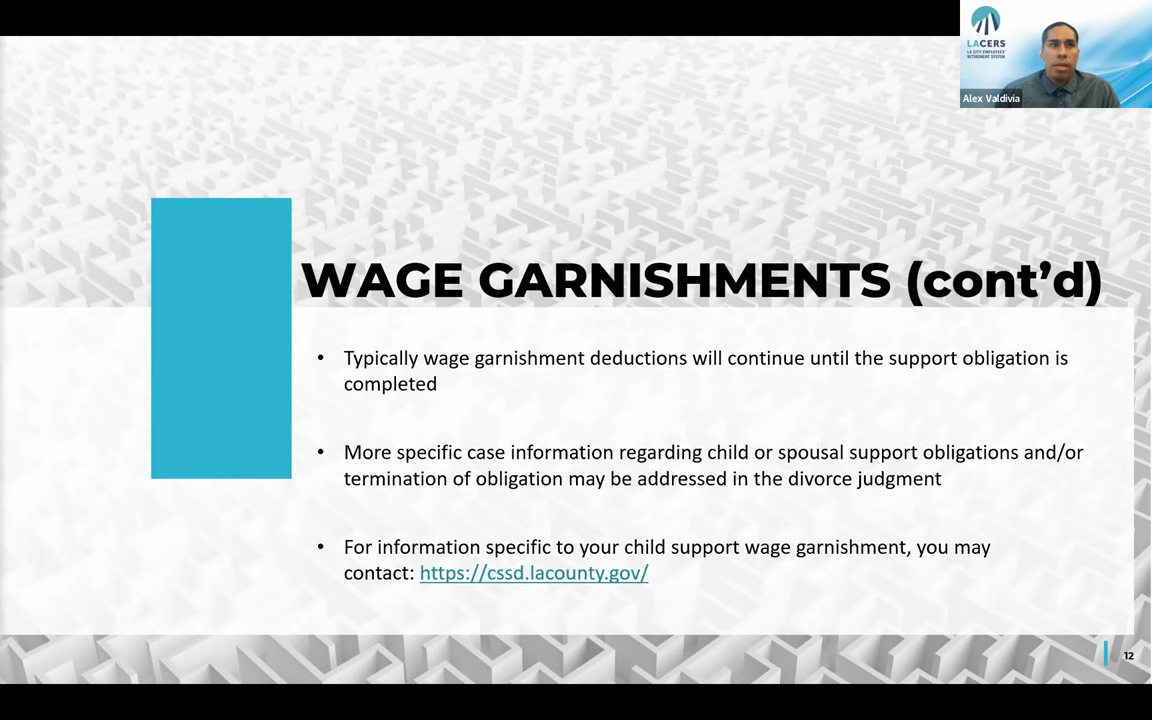 LACERS
LA CITY EMPLOYEES'
RETIREMENT SYSTEM
Alex Valdivia
WAGE GARNISHMENTS (cont’d)
• Typically wage garnishment deductions will continue until the support obligation is
completed
• More specific case information regarding child or spousal support obligations and/or
termination of obligation may be addressed in the divorce judgment
• For information specific to your child support wage garnishment, you may
contact: https://cssd.lacounty.gov/
12